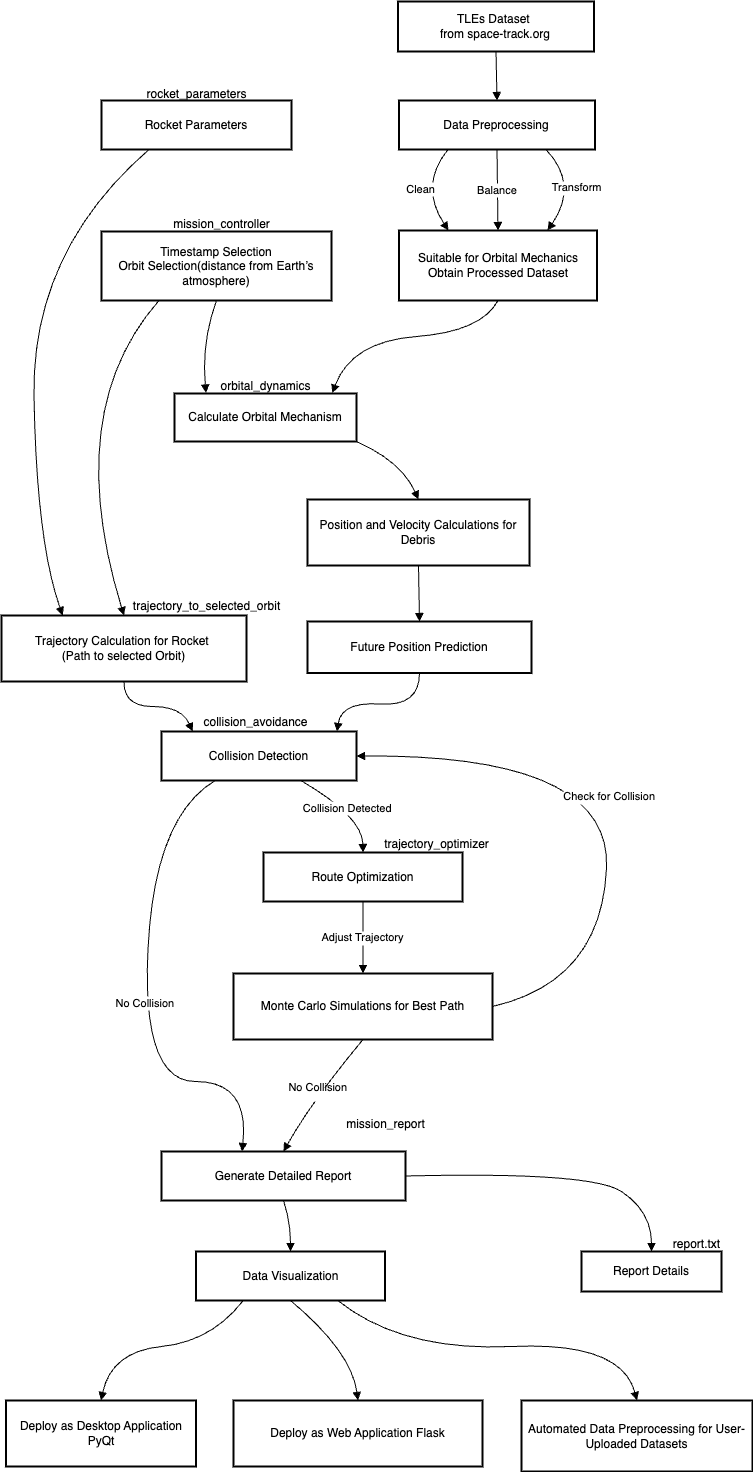 TLEs Dataset
from space-track.org
rocket_parameters
Rocket Parameters
Data Preprocessing
Clean
Balance
Transform
mission_controller
Timestamp Selection
Orbit Selection(distance from Earth's
atmosphere)
Suitable for Orbital Mechanics
Obtain Processed Dataset
orbital_dynamics
Calculate Orbital Mechanism
Position and Velocity Calculations for
Debris
trajectory_to_selected_orbit
Trajectory Calculation for Rocket
(Path to selected Orbit)
Future Position Prediction
collision_avoidance
Collision Detection
Check for Collision
Collision Detected
trajectory_optimizer
Route Optimization
Adjust Trajectory
No Collision
Monte Carlo Simulations for Best Path
No Collision
mission_report
Generate Detailed Report
report.txt
Report Details
Data Visualization
Deploy as Desktop Application
PyQt
Deploy as Web Application Flask
Automated Data Preprocessing for User-
Uploaded Datasets